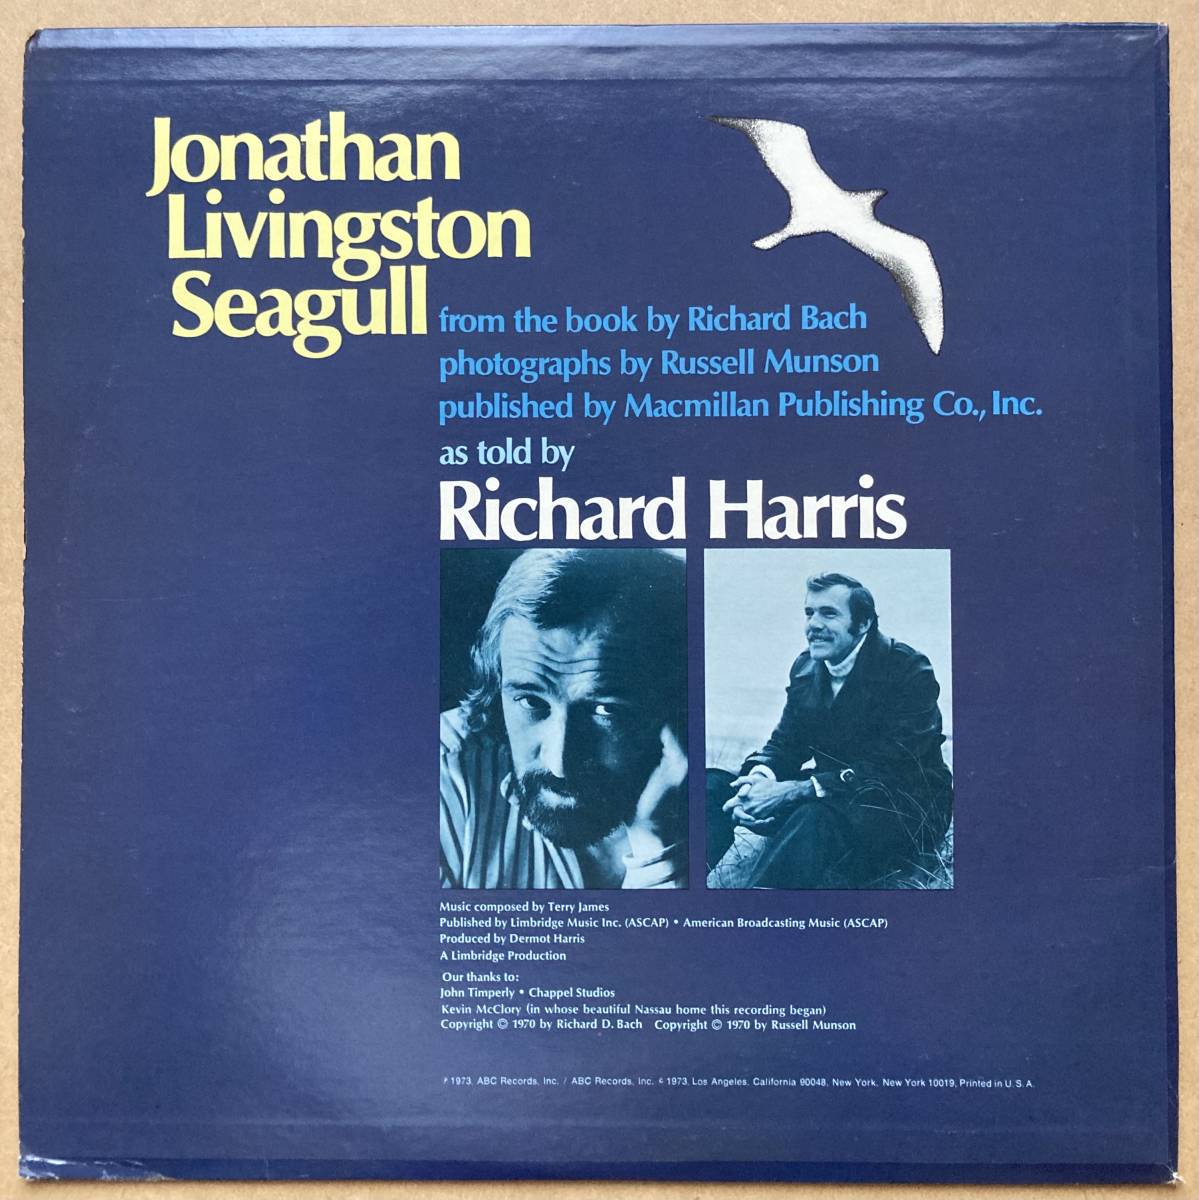 Jonathan
Livingston
Seagull
from the book by Richard Bach
photographs by Russell Munson
published by Macmillan Publishing Co., Inc.
as told by
Richard Harris
Music composed by Terry James
Published by Limbridge Music Inc. (ASCAP) • American Broadcasting Music (ASCAP)
Produced by Dermot Harris
A Limbridge Production
Our thanks to:
John Timperly • Chappel Studios
Kevin McClory (in whose beautiful Nassau home this recording began)
Copyright © 1970 by Richard D. Bach Copyright © 1970 by Russell Munson
℗ 1973, ABC Records, Inc. / ABC Records, Inc. © 1973, Los Angeles, California 90048, New York, New York 10019, Printed in U.S.A.